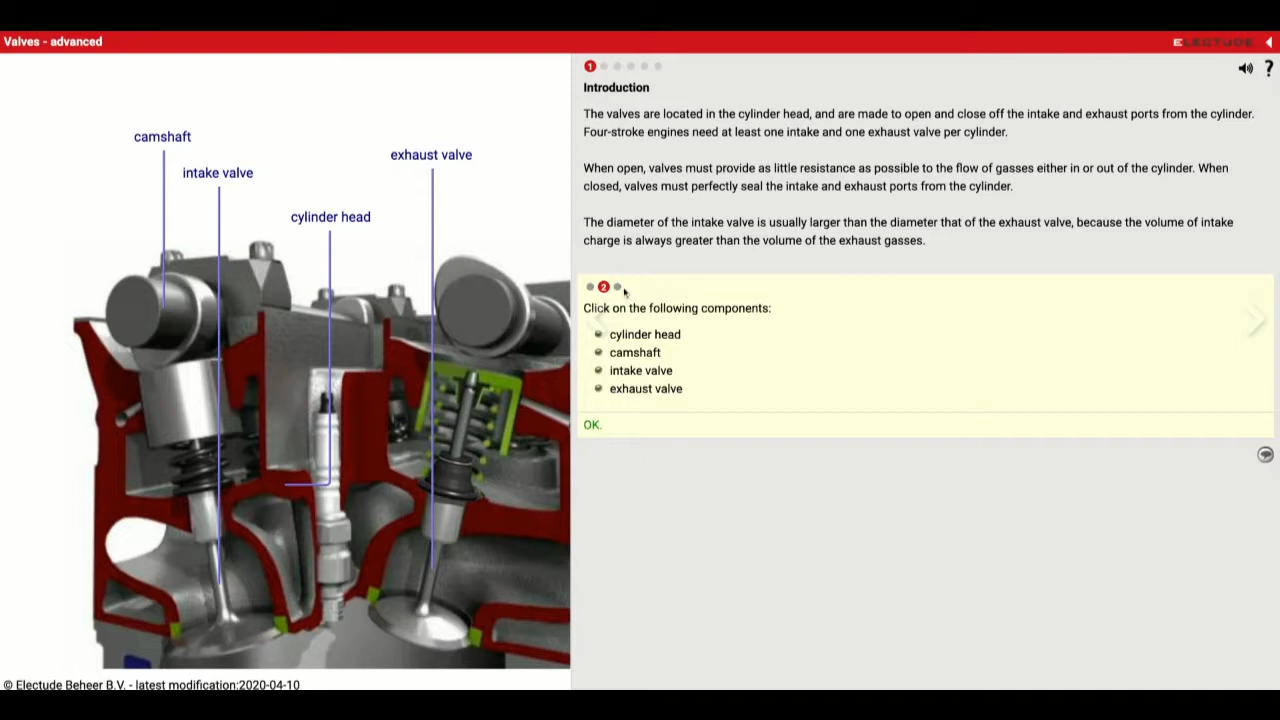 Valves - advanced
ELECTUDE
camshaft
intake valve
exhaust valve
cylinder head
© Electude Beheer B.V. - latest modification:2020-04-10
1
?
Introduction
The valves are located in the cylinder head, and are made to open and close off the intake and exhaust ports from the cylinder.
Four-stroke engines need at least one intake and one exhaust valve per cylinder.
When open, valves must provide as little resistance as possible to the flow of gasses either in or out of the cylinder. When
closed, valves must perfectly seal the intake and exhaust ports from the cylinder.
The diameter of the intake valve is usually larger than the diameter that of the exhaust valve, because the volume of intake
charge is always greater than the volume of the exhaust gasses.
2
Click on the following components:
cylinder head
camshaft
intake valve
exhaust valve
OK.